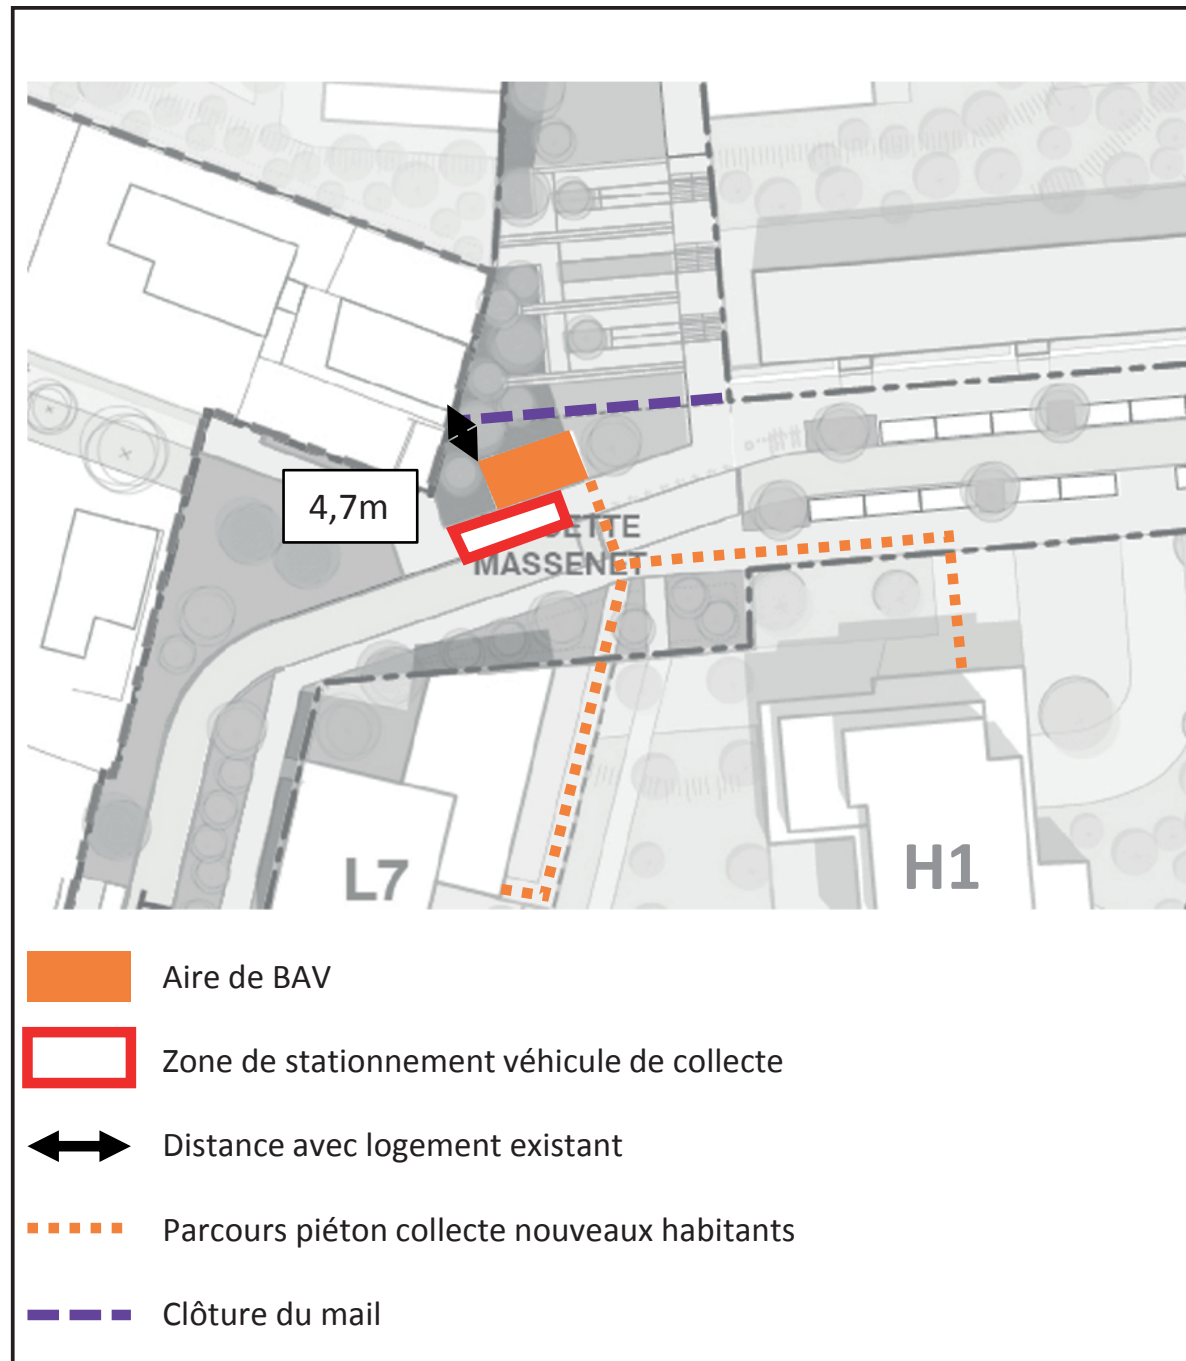 4,7m
ETTE
MASSENET
L7
H1
Aire de BAV
Zone de stationnement véhicule de collecte
Distance avec logement existant
Parcours piéton collecte nouveaux habitants
Clôture du mail